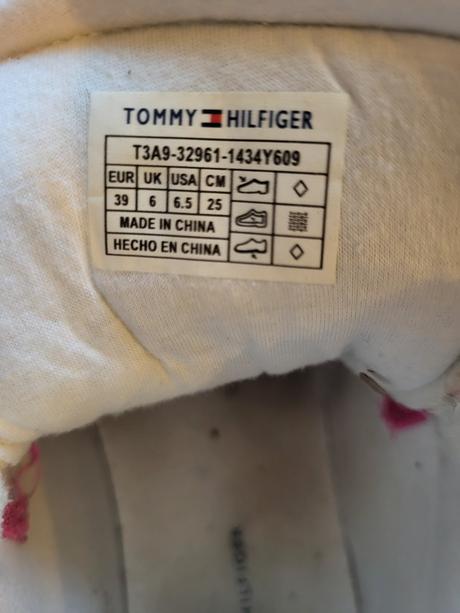 TOMMY HILFIGER
T3A9-32961-1434Y609
EUR UK USA CM
39 6 6.5 25
MADE IN CHINA
HECHO EN CHINA